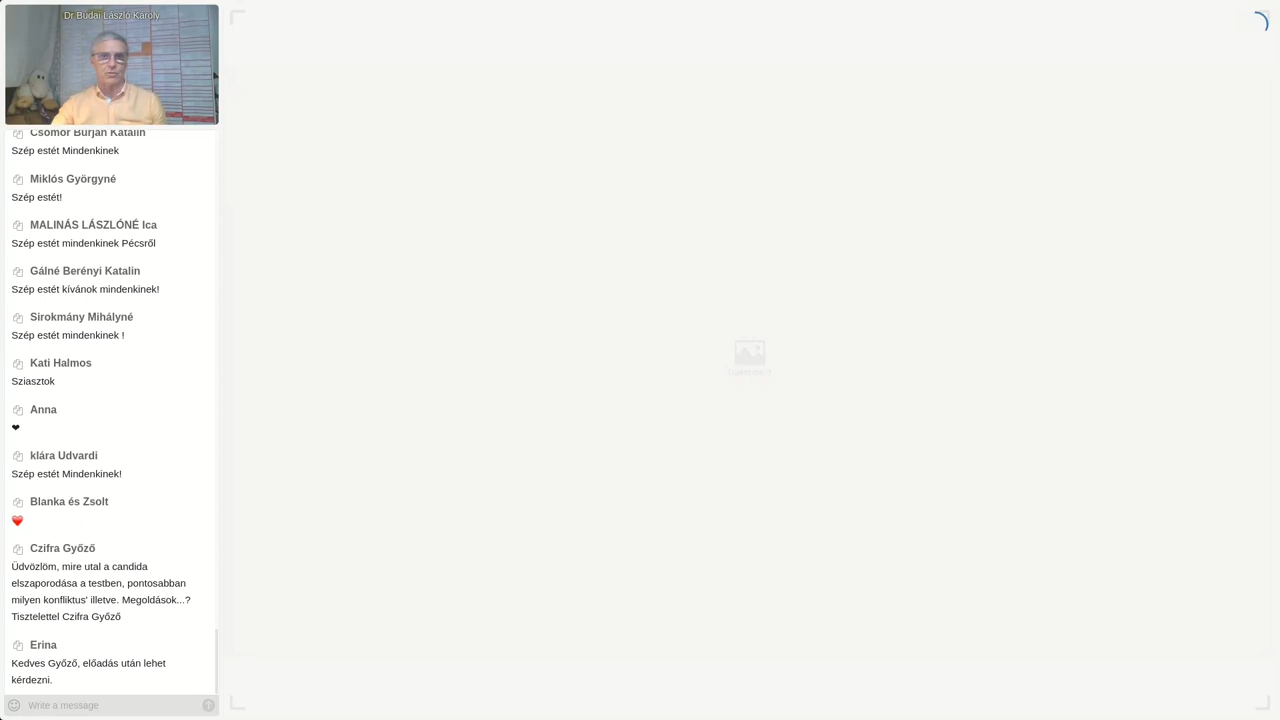 Dr Budai László Károly
Csomor Burján Katalin
Szép estét Mindenkinek
Miklós Györgyné
Szép estét!
MALINÁS LÁSZLÓNÉ Ica
Szép estét mindenkinek Pécsről
Gálné Berényi Katalin
Szép estét kívánok mindenkinek!
Sirokmány Mihályné
Szép estét mindenkinek !
Kati Halmos
Sziasztok
Anna
❤
klára Udvardi
Szép estét Mindenkinek!
Blanka és Zsolt
❤
Czifra Győző
Üdvözlöm, mire utal a candida
elszaporodása a testben, pontosabban
milyen konfliktus' illetve. Megoldások...?
Tisztelettel Czifra Győző
Erina
Kedves Győző, előadás után lehet
kérdezni.
Write a message